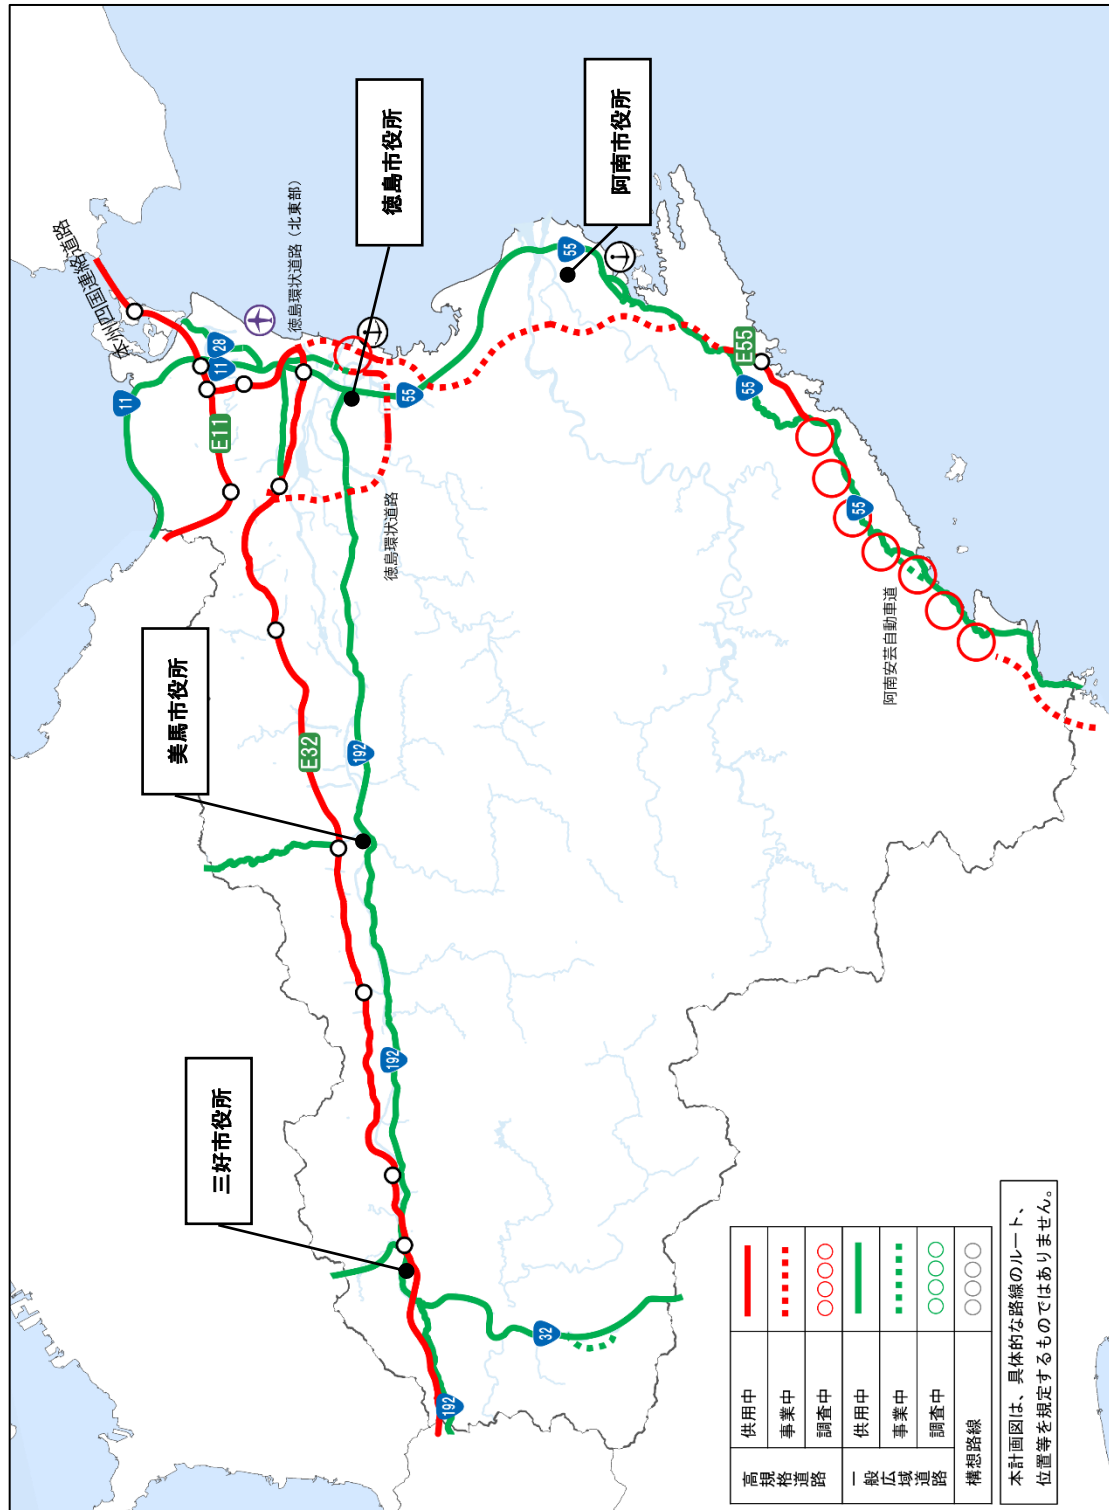 本州四国連絡道路
徳島環状道路（北東部）
徳島市役所
阿南市役所
美馬市役所
三好市役所
徳島環状道路
阿南安芸自動車道
11
28
11
E11
55
55
E55
55
55
E32
192
192
192
32
高規格道路
供用中
事業中
調査中
一般広域道路
供用中
事業中
調査中
構想路線
本計画図は、具体的な路線のルート、
位置等を規定するものではありません。